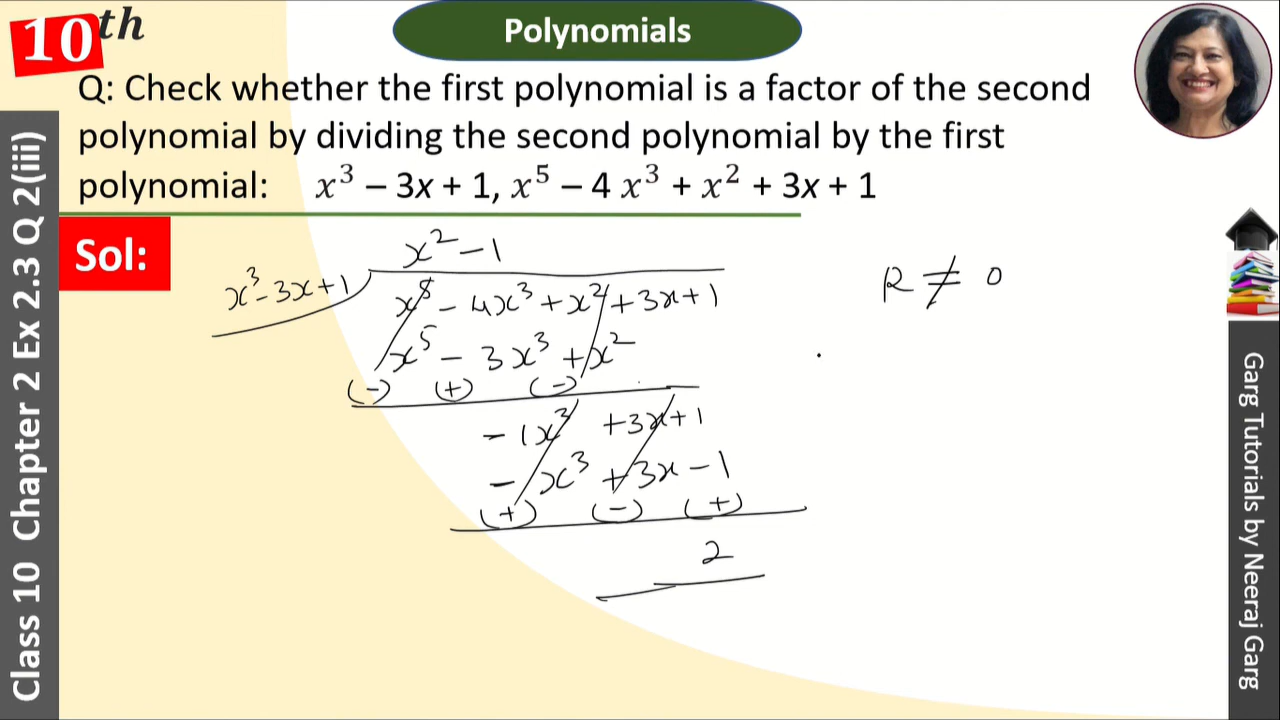 10th
Polynomials
Q: Check whether the first polynomial is a factor of the second
polynomial by dividing the second polynomial by the first
polynomial: x³ – 3x + 1, x⁵ – 4 x³ + x² + 3x + 1
Sol:
x² – 1
x³ – 3x + 1
x⁵ – 4x³ + x² + 3x + 1
R ≠ 0
x⁵ – 3x³ + x²
(–) (+) (–)
– 1x³ + 3x + 1
– x³ + 3x – 1
(+) (–) (+)
2
Class 10 Chapter 2 Ex 2.3 Q 2(iii)
Garg Tutorials by Neeraj Garg